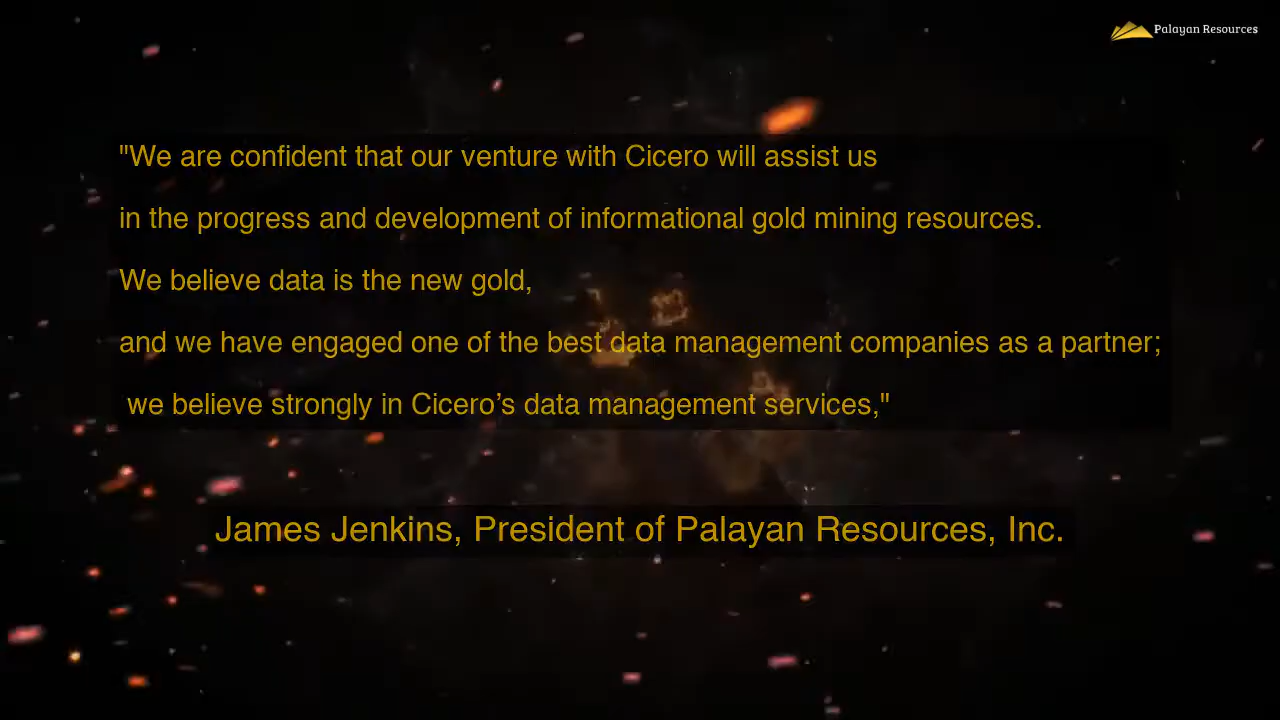 Palayan Resources
"We are confident that our venture with Cicero will assist us
in the progress and development of informational gold mining resources.
We believe data is the new gold,
and we have engaged one of the best data management companies as a partner;
we believe strongly in Cicero’s data management services,"
James Jenkins, President of Palayan Resources, Inc.